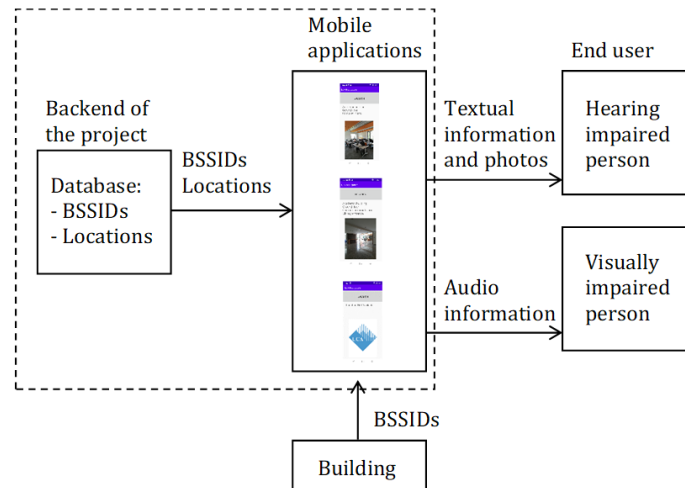 Mobile
applications
End user
Backend of
the project
Database:
- BSSIDs
- Locations
BSSIDs
Locations
Textual
information
and photos
Hearing
impaired
person
Audio
information
Visually
impaired
person
BSSIDs
Building